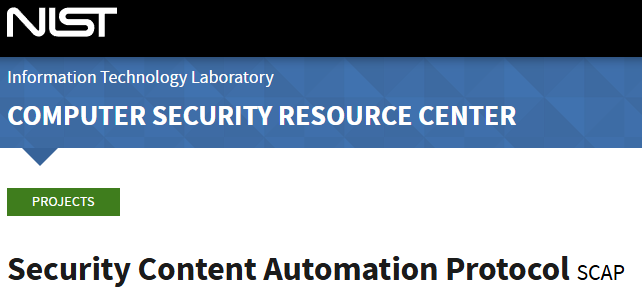 NIST
Information Technology Laboratory
COMPUTER SECURITY RESOURCE CENTER
PROJECTS
Security Content Automation Protocol SCAP